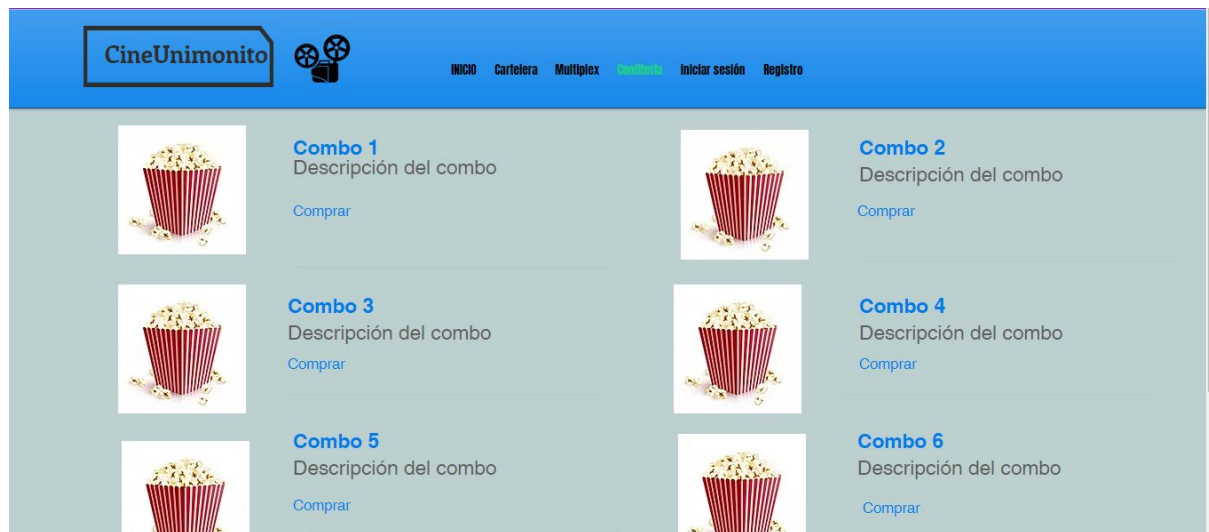 CineUnimonito
INICIO Cartelera Multiplex Confiteria Iniciar sesión Registro
Combo 1
Descripción del combo
Comprar
Combo 2
Descripción del combo
Comprar
Combo 3
Descripción del combo
Comprar
Combo 4
Descripción del combo
Comprar
Combo 5
Descripción del combo
Comprar
Combo 6
Descripción del combo
Comprar